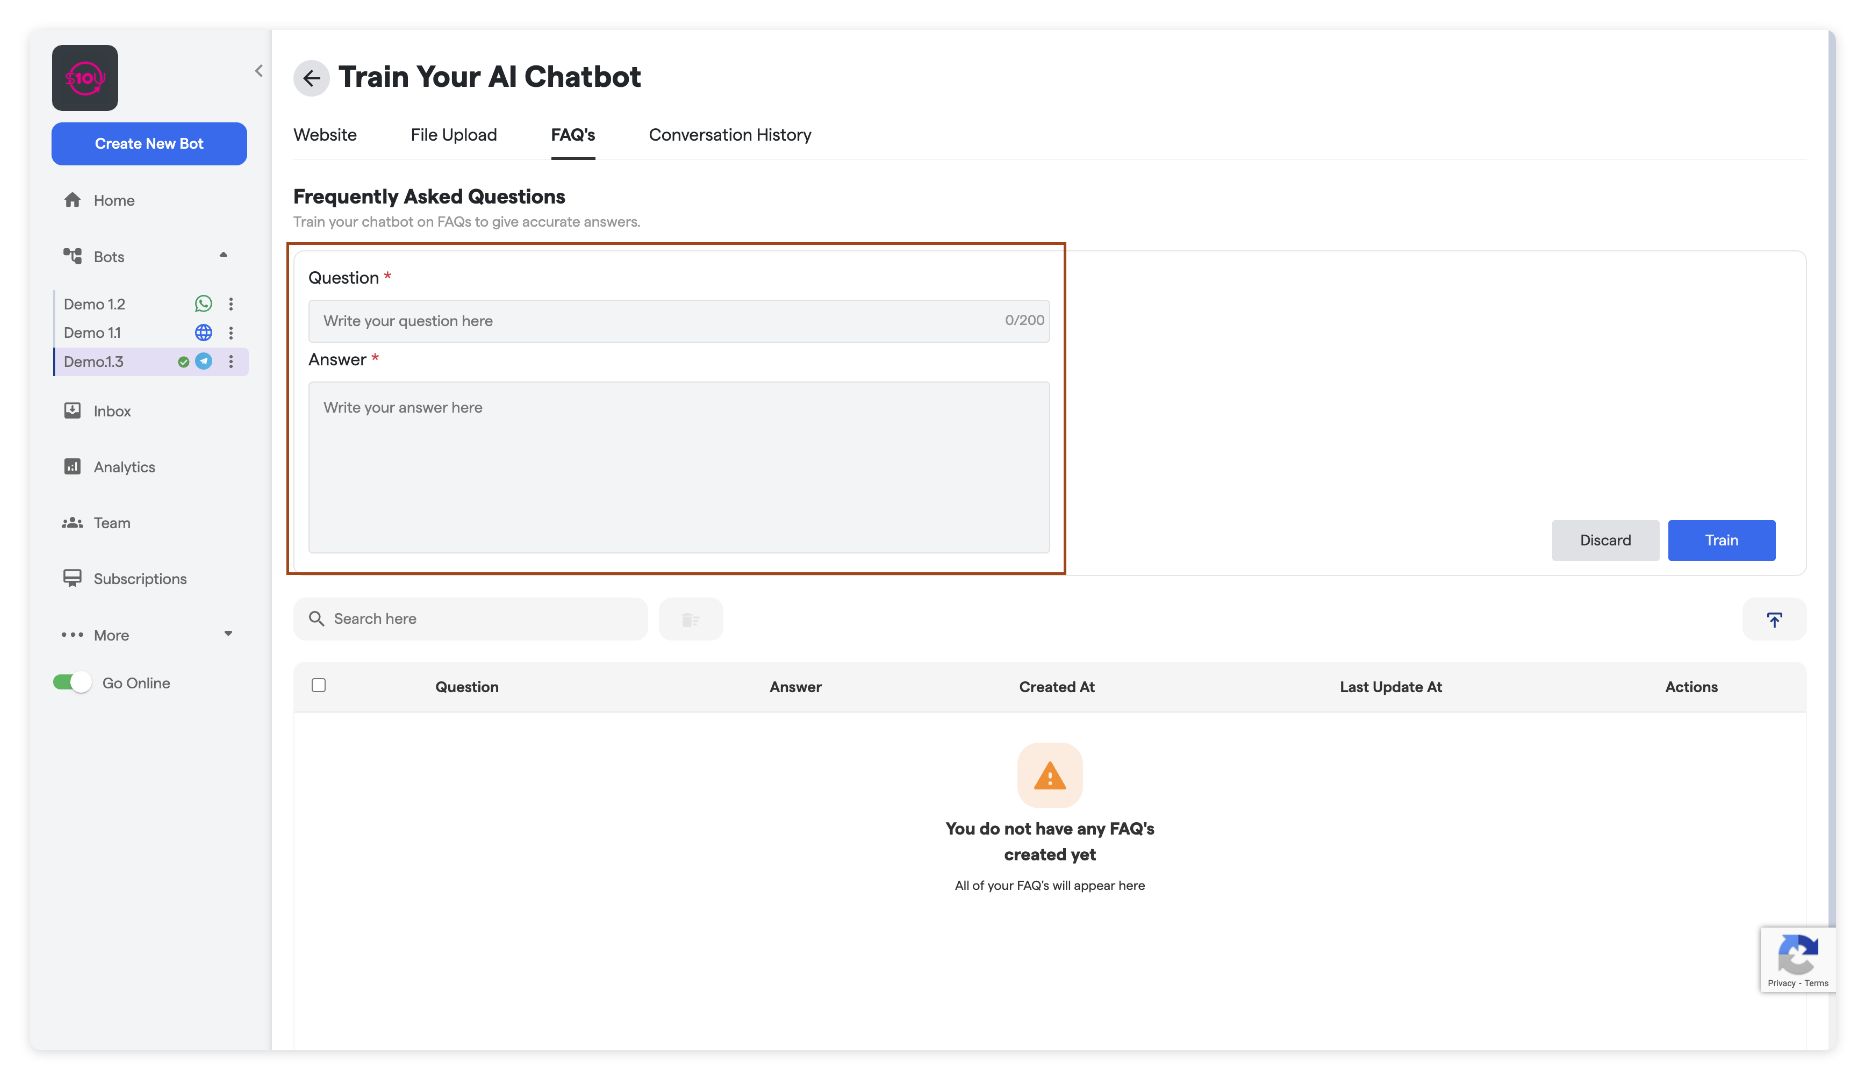 $10U
Create New Bot
Home
Bots
Demo 1.2
Demo 1.1
Demo.1.3
Inbox
Analytics
Team
Subscriptions
More
Go Online
Train Your AI Chatbot
Website File Upload FAQ's Conversation History
Frequently Asked Questions
Train your chatbot on FAQs to give accurate answers.
Question *
Write your question here 0/200
Answer *
Write your answer here
Discard Train
Search here
Question Answer Created At Last Update At Actions
You do not have any FAQ's
created yet
All of your FAQ's will appear here
Privacy - Terms